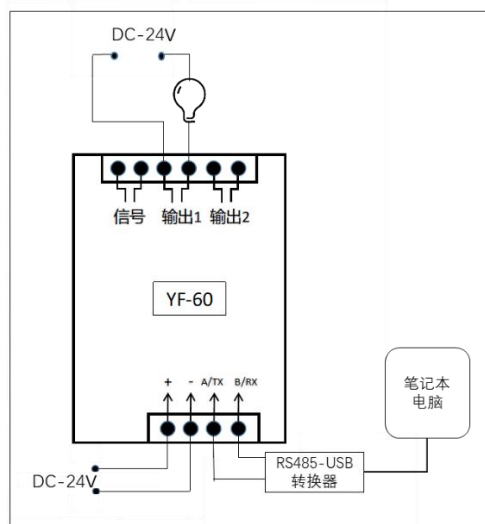 DC-24V
信号 输出1 输出2
YF-60
+ - A/TX B/RX
笔记本
电脑
RS485-USB
转换器
DC-24V